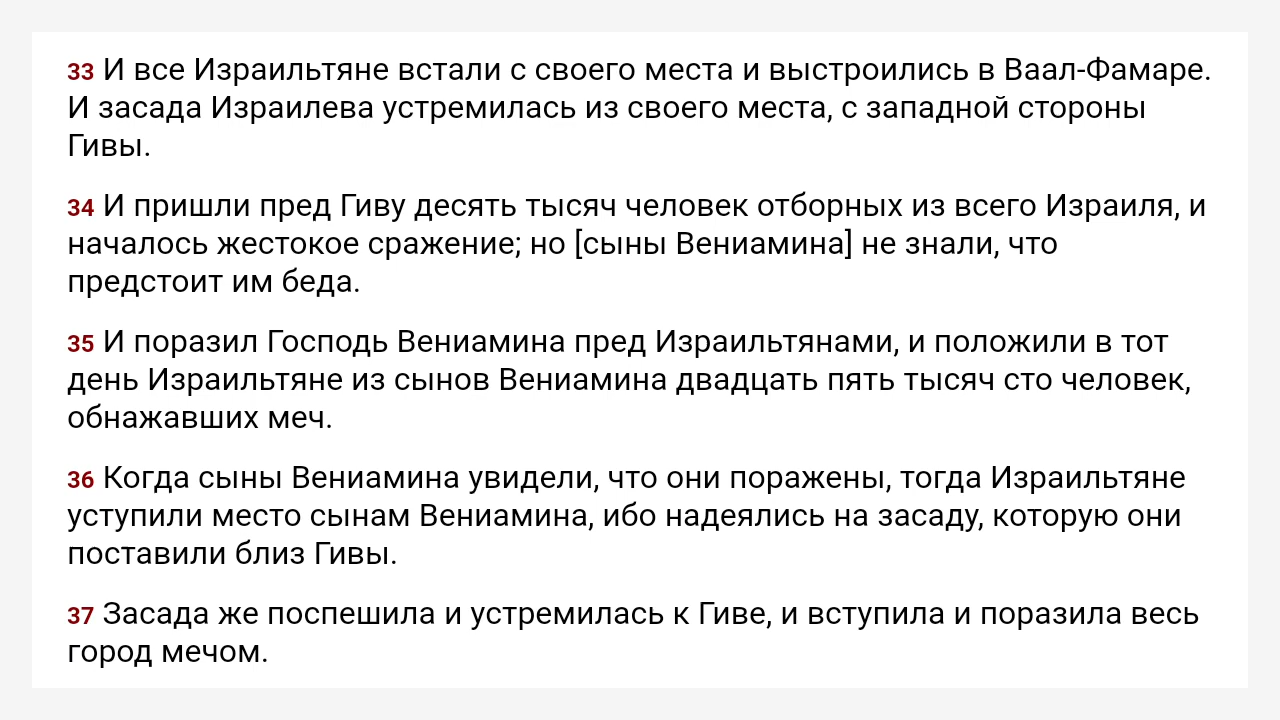 33 И все Израильтяне встали с своего места и выстроились в Ваал-Фамаре.
И засада Израилева устремилась из своего места, с западной стороны
Гивы.
34 И пришли пред Гиву десять тысяч человек отборных из всего Израиля, и
началось жестокое сражение; но [сыны Вениамина] не знали, что
предстоит им беда.
35 И поразил Господь Вениамина пред Израильтянами, и положили в тот
день Израильтяне из сынов Вениамина двадцать пять тысяч сто человек,
обнажавших меч.
36 Когда сыны Вениамина увидели, что они поражены, тогда Израильтяне
уступили место сынам Вениамина, ибо надеялись на засаду, которую они
поставили близ Гивы.
37 Засада же поспешила и устремилась к Гиве, и вступила и поразила весь
город мечом.